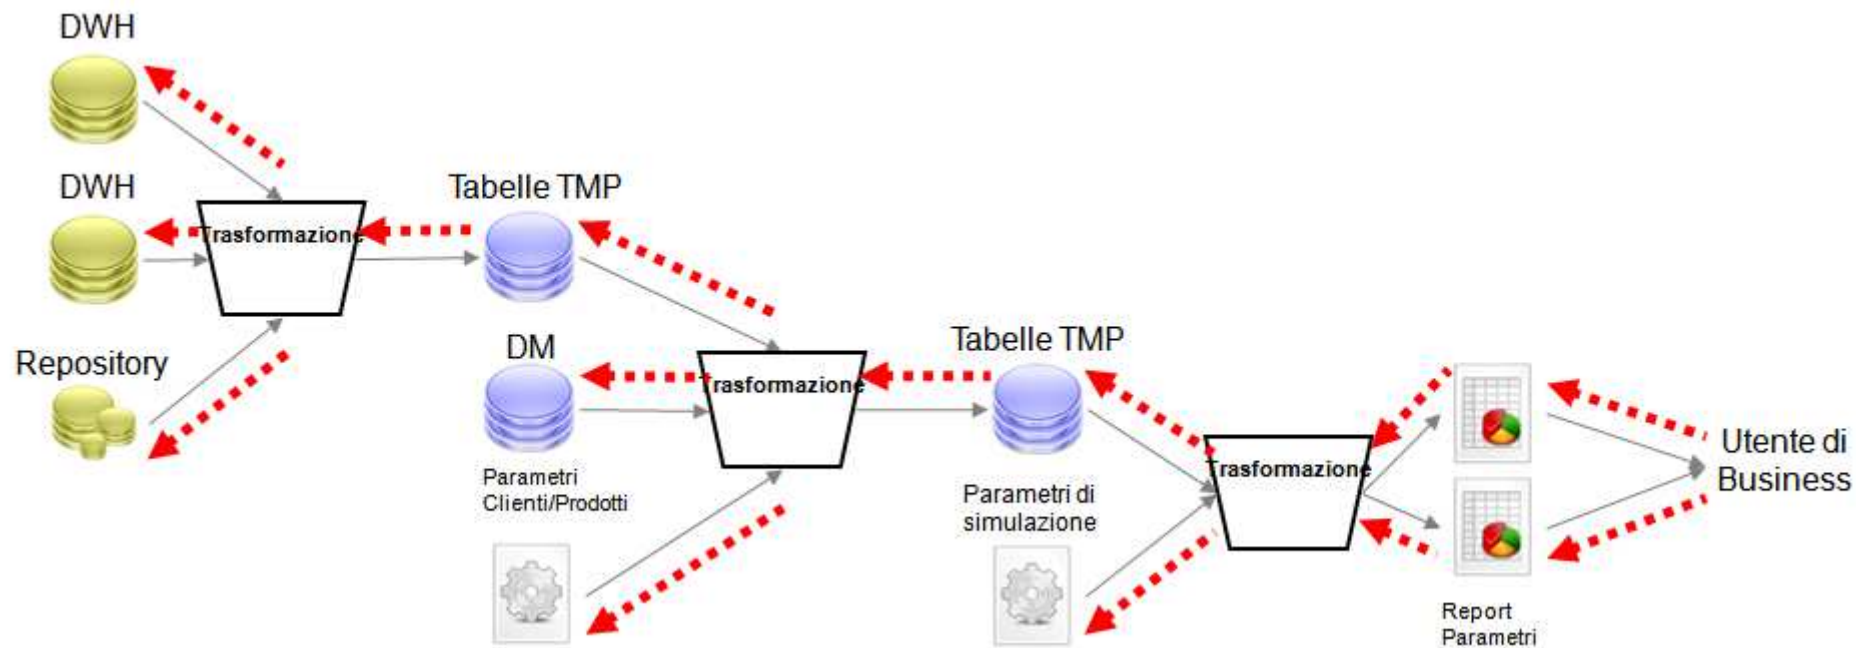 DWH
DWH
Tabelle TMP
Trasformazione
Repository
DM
Tabelle TMP
Trasformazione
Parametri
Clienti/Prodotti
Parametri di
simulazione
Trasformazione
Utente di
Business
Report
Parametri